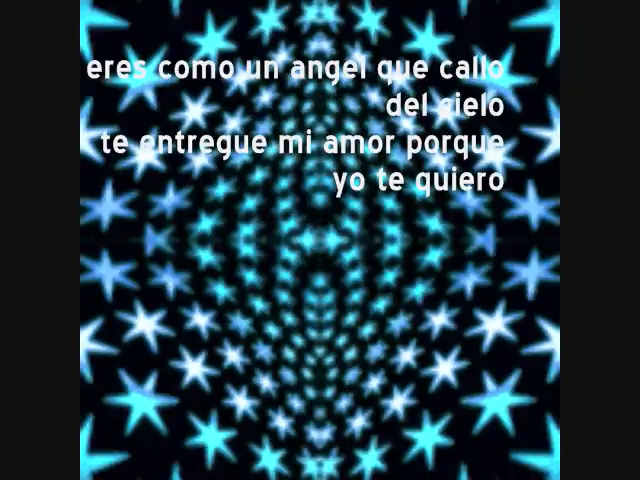 eres como un angel que callo
del cielo
te entregue mi amor porque
yo te quiero